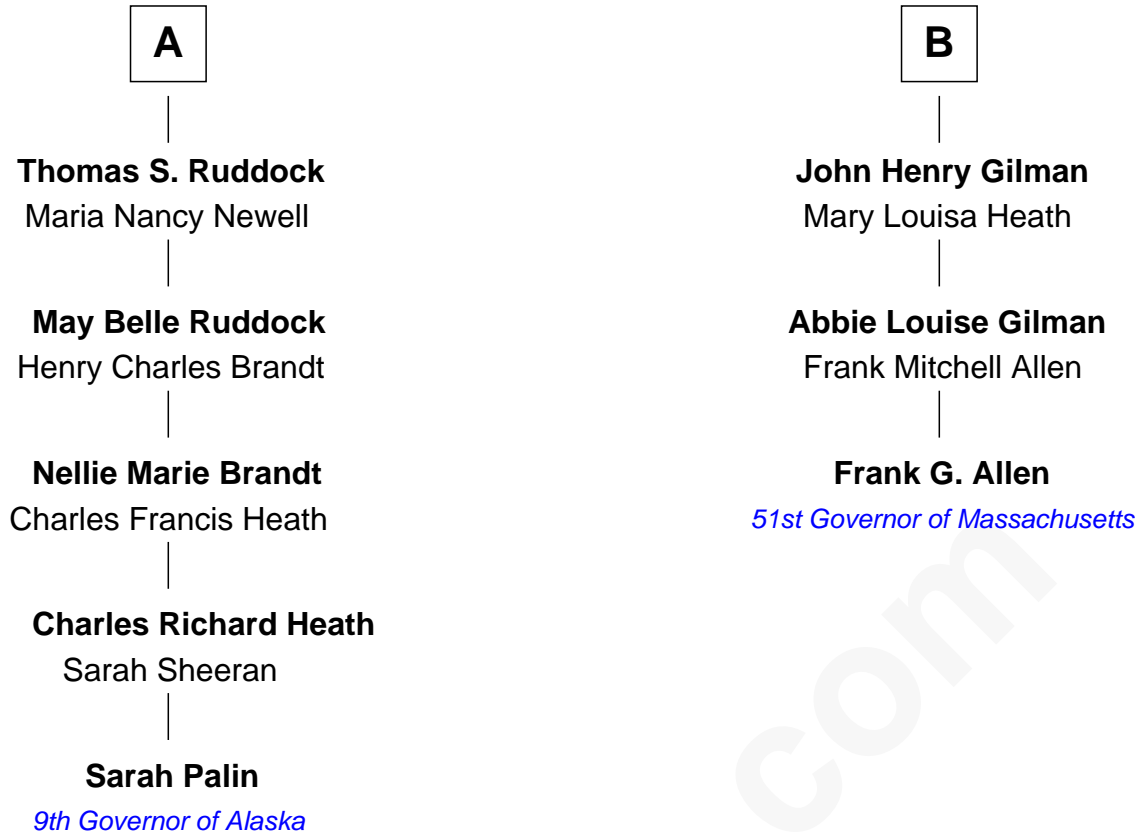 A
Thomas S. Ruddock
Maria Nancy Newell
May Belle Ruddock
Henry Charles Brandt
Nellie Marie Brandt
Charles Francis Heath
Charles Richard Heath
Sarah Sheeran
Sarah Palin
9th Governor of Alaska
B
John Henry Gilman
Mary Louisa Heath
Abbie Louise Gilman
Frank Mitchell Allen
Frank G. Allen
51st Governor of Massachusetts
com